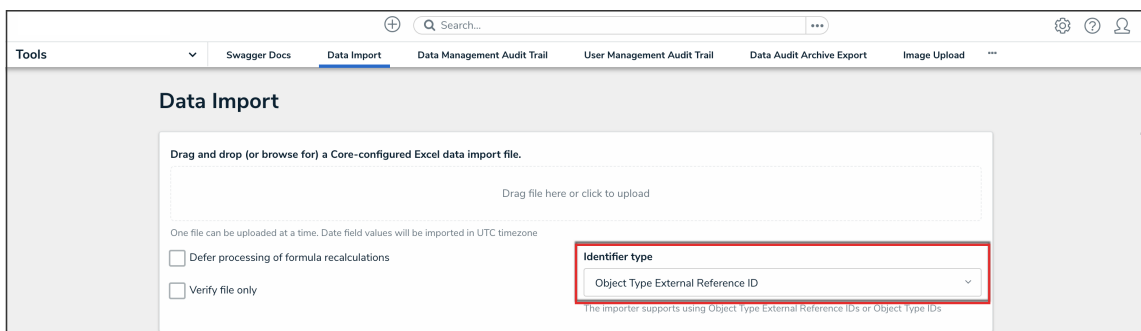 Search...
Tools Swagger Docs Data Import Data Management Audit Trail User Management Audit Trail Data Audit Archive Export Image Upload
Data Import
Drag and drop (or browse for) a Core-configured Excel data import file.
Drag file here or click to upload
One file can be uploaded at a time. Date field values will be imported in UTC timezone
Defer processing of formula recalculations
Verify file only
Identifier type
Object Type External Reference ID
The importer supports using Object Type External Reference IDs or Object Type IDs